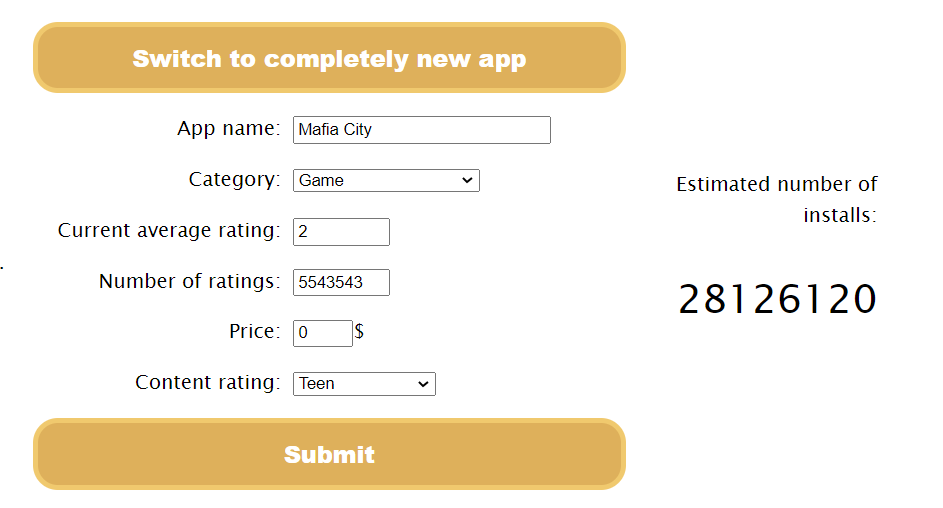 Switch to completely new app
App name: Mafia City
Category: Game
Current average rating: 2
Number of ratings: 5543543
Price: 0 $
Content rating: Teen
Submit
Estimated number of
installs:
28126120